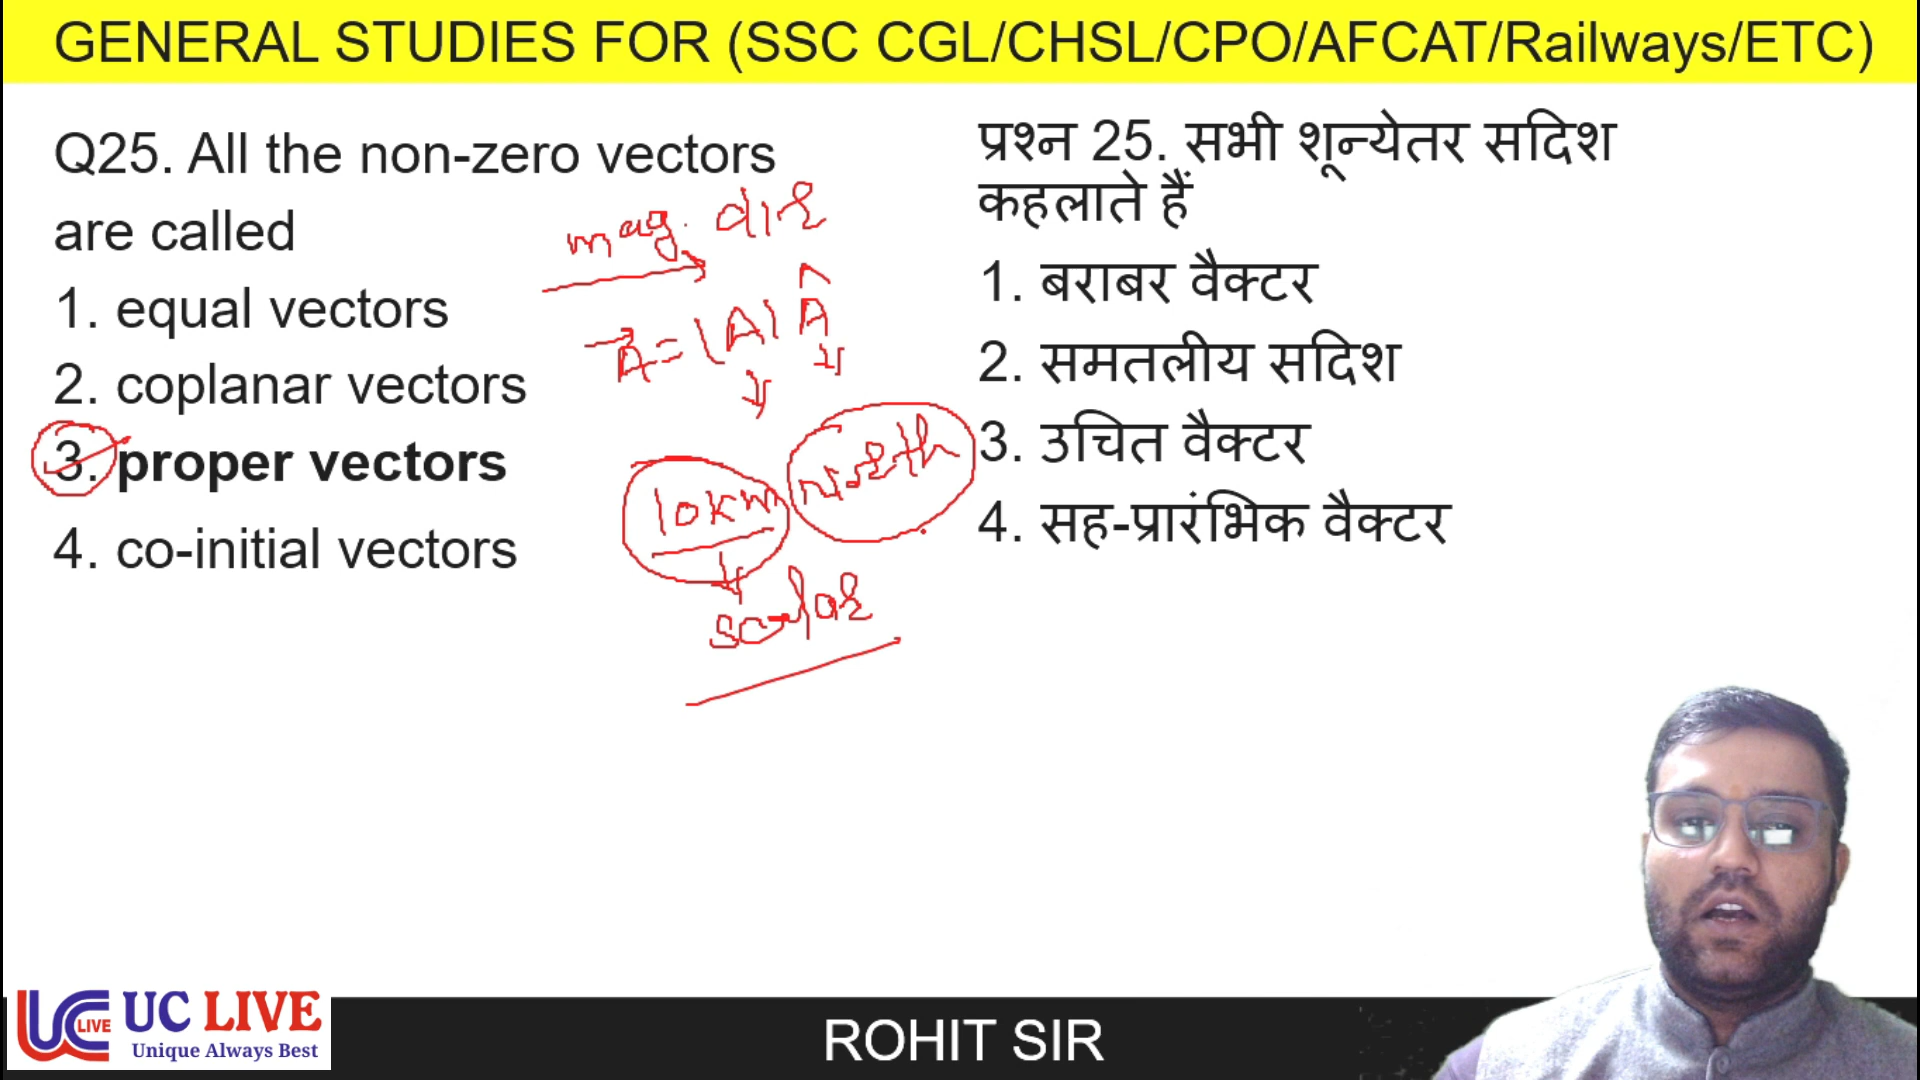 GENERAL STUDIES FOR (SSC CGL/CHSL/CPO/AFCAT/Railways/ETC)
Q25. All the non-zero vectors
are called
1. equal vectors
2. coplanar vectors
3. proper vectors
4. co-initial vectors
mag. dir
A = |A| Â
10km north
scalar
प्रश्न 25. सभी शून्येतर सदिश
कहलाते हैं
1. बराबर वैक्टर
2. समतलीय सदिश
3. उचित वैक्टर
4. सह-प्रारंभिक वैक्टर
UC LIVE UC LIVE
Unique Always Best
ROHIT SIR